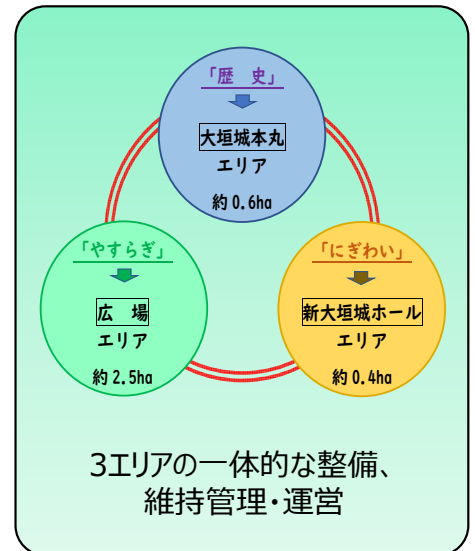 「歴　史」
大垣城本丸
エリア
約0.6ha
「やすらぎ」
広　場
エリア
約2.5ha
「にぎわい」
新大垣城ホール
エリア
約0.4ha
3エリアの一体的な整備、
維持管理・運営